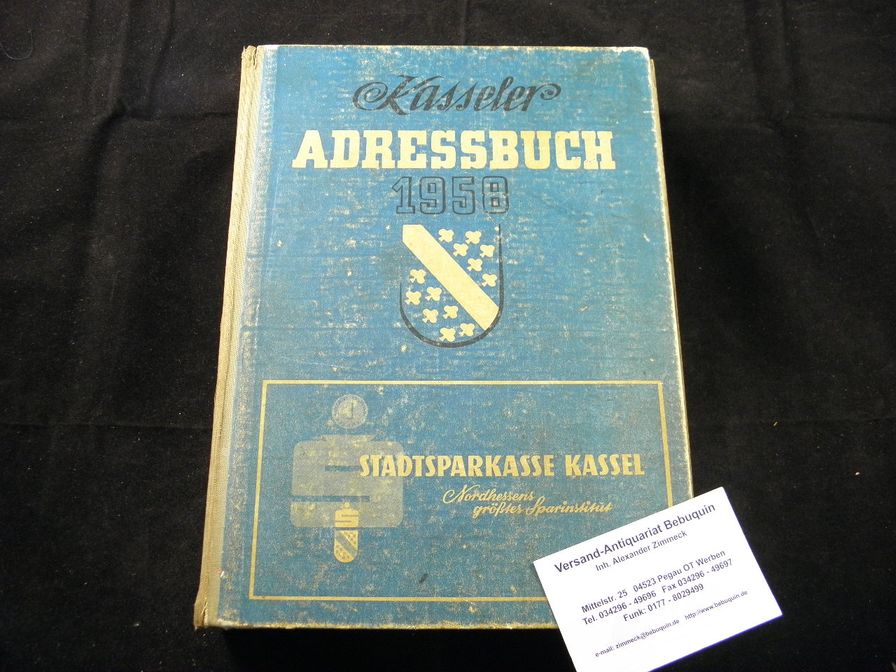 Kasseler
ADRESSBUCH
1958
STADTSPARKASSE KASSEL
Nordhessens
größtes Sparinstitut
Versand-Antiquariat Bebuquin
Inh. Alexander Zimmeck
Mittelstr. 25 04523 Pegau OT Werben
Tel. 034296 - 49696 Fax 034296 - 49697
Funk: 0177 - 8029499
e-mail: zimmeck@bebuquin.de http://www.bebuquin.de